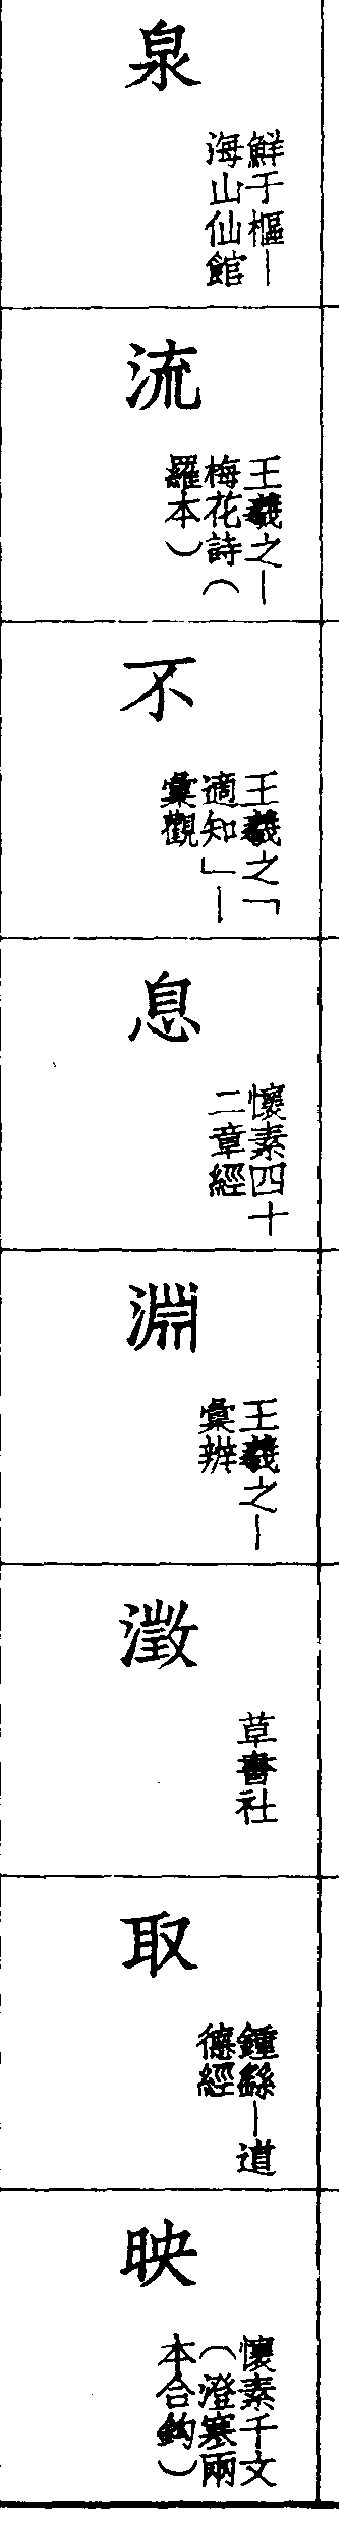 泉
鮮于樞—
海山仙館
流
王羲之—
梅花詩（
羅本）
不
王羲之「
適知」—
彙觀
息
懷素四十
二章經
淵
王羲之—
彙辨
澂
草書社
取
鍾繇—道
德經
映
懷素千文
（澄寒兩
本合鈎）